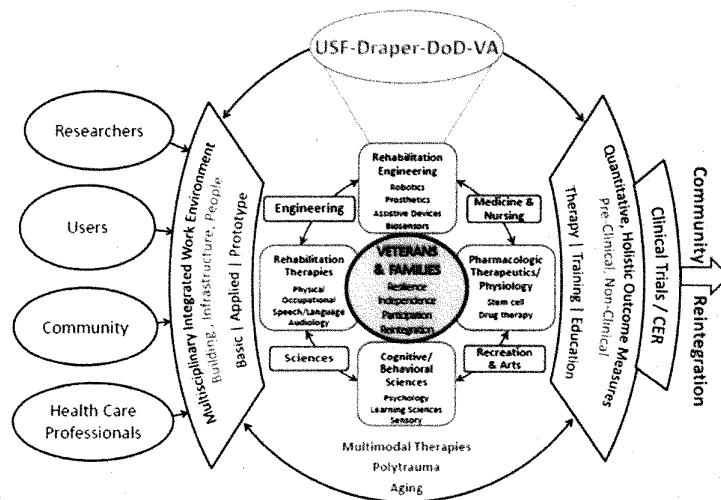 USF-Draper-DoD-VA
Researchers
Users
Community
Health Care
Professionals
Multisciplinary Integrated Work Environment
Building, Infrastructure, People
Basic | Applied | Prototype
Engineering
Rehabilitation
Engineering
Robotics
Prosthetics
Assistive Devices
Biosensors
Medicine &
Nursing
Rehabilitation
Therapies
Physical
Occupational
Speech/Language
Audiology
VETERANS
& FAMILIES
Resilience
Independence
Participation
Reintegration
Pharmacologic
Therapeutics/
Physiology
Stem cell
Drug therapy
Sciences
Cognitive/
Behavioral
Sciences
Psychology
Learning Sciences
Sensory
Recreation
& Arts
Multimodal Therapies
Polytrauma
Aging
Therapy | Training | Education
Quantitative, Holistic Outcome Measures
Pre-Clinical, Non-Clinical
Clinical Trials / CER
Community
Reintegration